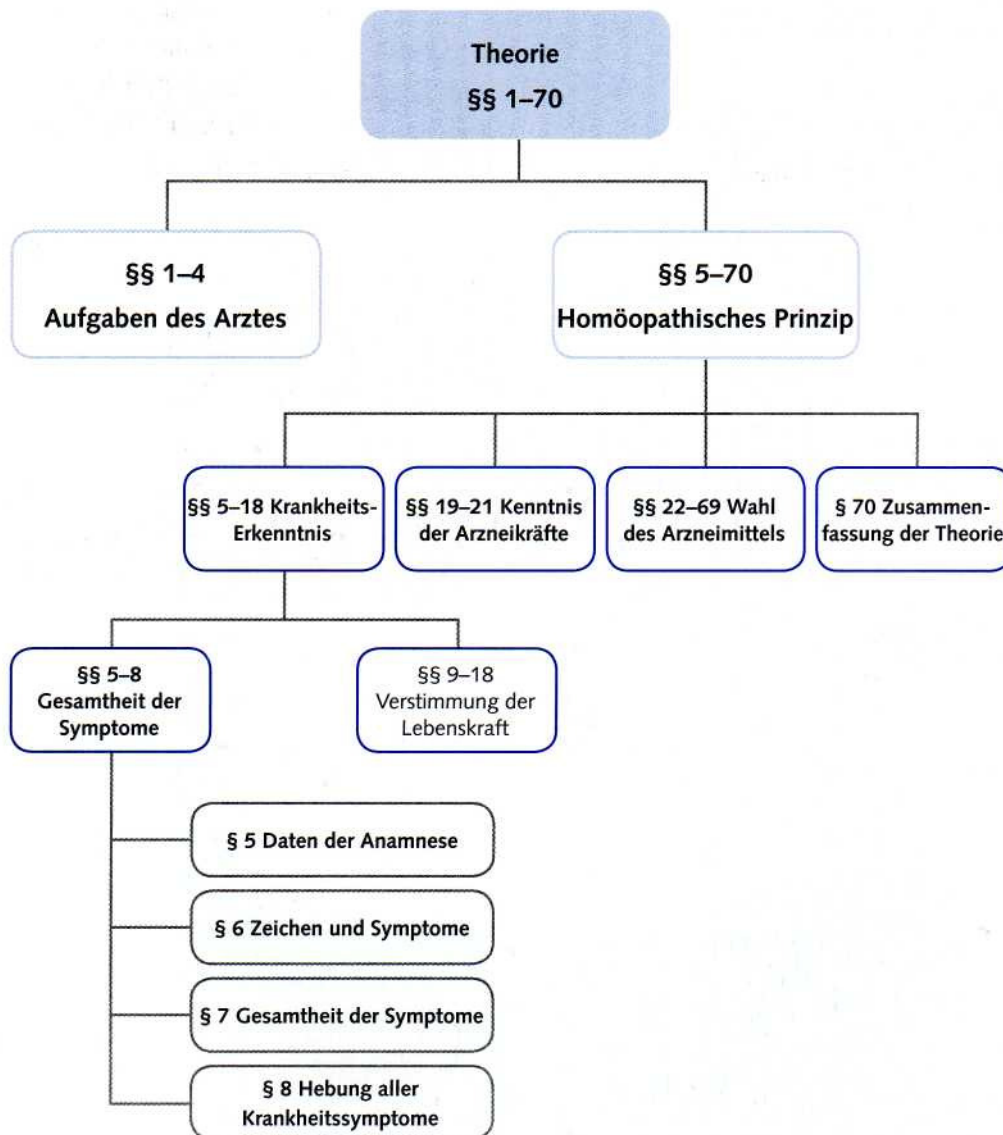 Theorie
§§ 1–70
§§ 1–4
Aufgaben des Arztes
§§ 5–70
Homöopathisches Prinzip
§§ 5–18 Krankheits-
Erkenntnis
§§ 19–21 Kenntnis
der Arzneikräfte
§§ 22–69 Wahl
des Arzneimittels
§ 70 Zusammen-
fassung der Theorie
§§ 5–8
Gesamtheit der
Symptome
§§ 9–18
Verstimmung der
Lebenskraft
§ 5 Daten der Anamnese
§ 6 Zeichen und Symptome
§ 7 Gesamtheit der Symptome
§ 8 Hebung aller
Krankheitssymptome